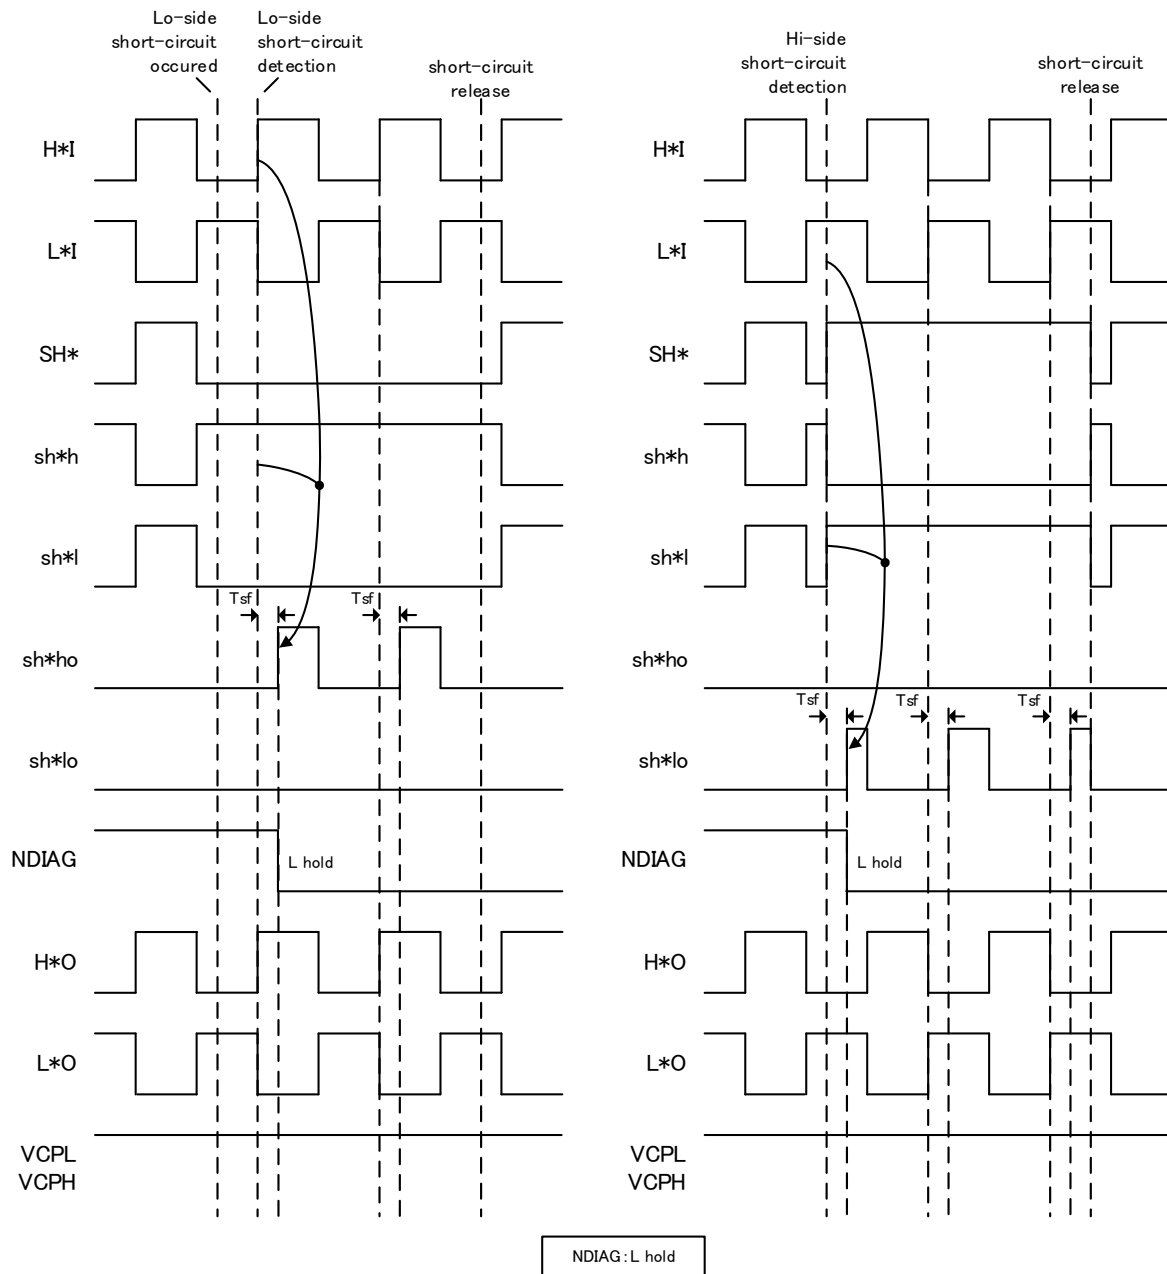 Lo-side
short-circuit
occured
Lo-side
short-circuit
detection
short-circuit
release
H*I
L*I
SH*
sh*h
sh*l
Tsf
Tsf
sh*ho
sh*lo
NDIAG
L hold
H*O
L*O
VCPL
VCPH
Hi-side
short-circuit
detection
short-circuit
release
H*I
L*I
SH*
sh*h
sh*l
sh*ho
Tsf
Tsf
Tsf
sh*lo
NDIAG
L hold
H*O
L*O
VCPL
VCPH
NDIAG:L hold